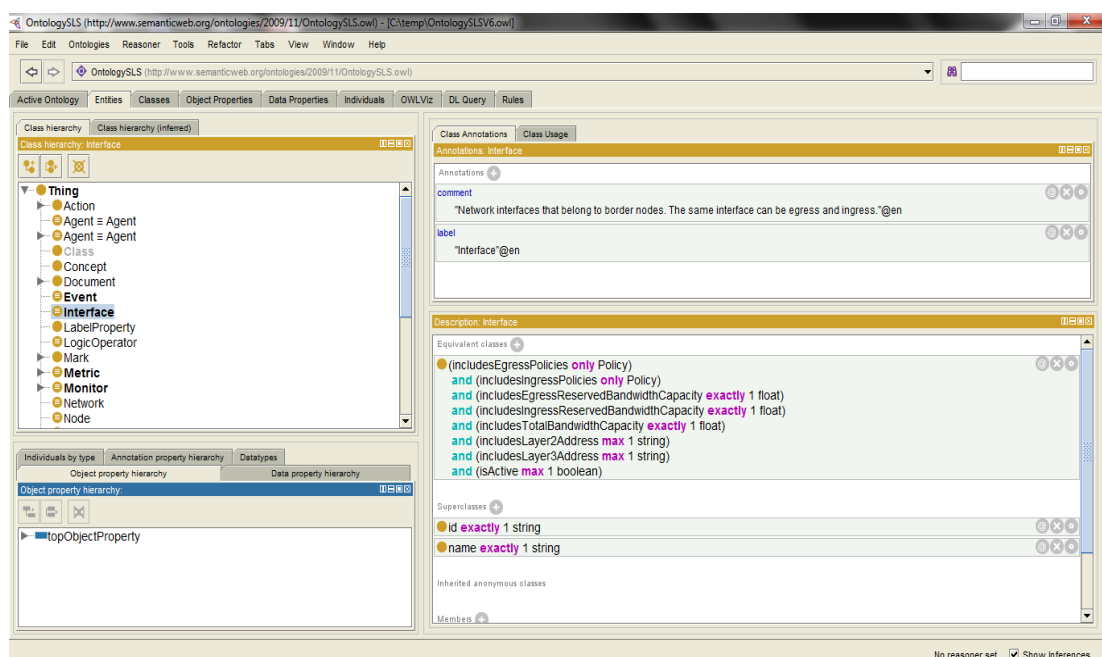 OntologySLS (http://www.semanticweb.org/ontologies/2009/11/OntologySLS.owl) - [C:\temp\OntologySLSV6.owl]
File Edit Ontologies Reasoner Tools Refactor Tabs View Window Help
OntologySLS (http://www.semanticweb.org/ontologies/2009/11/OntologySLS.owl)
Active Ontology Entities Classes Object Properties Data Properties Individuals OWLViz DL Query Rules
Class hierarchy Class hierarchy (inferred)
Class hierarchy: Interface
Thing
Action
Agent ≡ Agent
Agent ≡ Agent
Class
Concept
Document
Event
Interface
LabelProperty
LogicOperator
Mark
Metric
Monitor
Network
Node
Individuals by type Annotation property hierarchy Datatypes
Object property hierarchy Data property hierarchy
Object property hierarchy:
topObjectProperty
Class Annotations Class Usage
Annotations: Interface
Annotations
comment
"Network interfaces that belong to border nodes. The same interface can be egress and ingress."@en
label
"Interface"@en
Description: Interface
Equivalent classes
(includesEgressPolicies only Policy)
and (includesIngressPolicies only Policy)
and (includesEgressReservedBandwidthCapacity exactly 1 float)
and (includesIngressReservedBandwidthCapacity exactly 1 float)
and (includesTotalBandwidthCapacity exactly 1 float)
and (includesLayer2Address max 1 string)
and (includesLayer3Address max 1 string)
and (isActive max 1 boolean)
Superclasses
id exactly 1 string
name exactly 1 string
Inherited anonymous classes
Members
No reasoner set Show Inferences